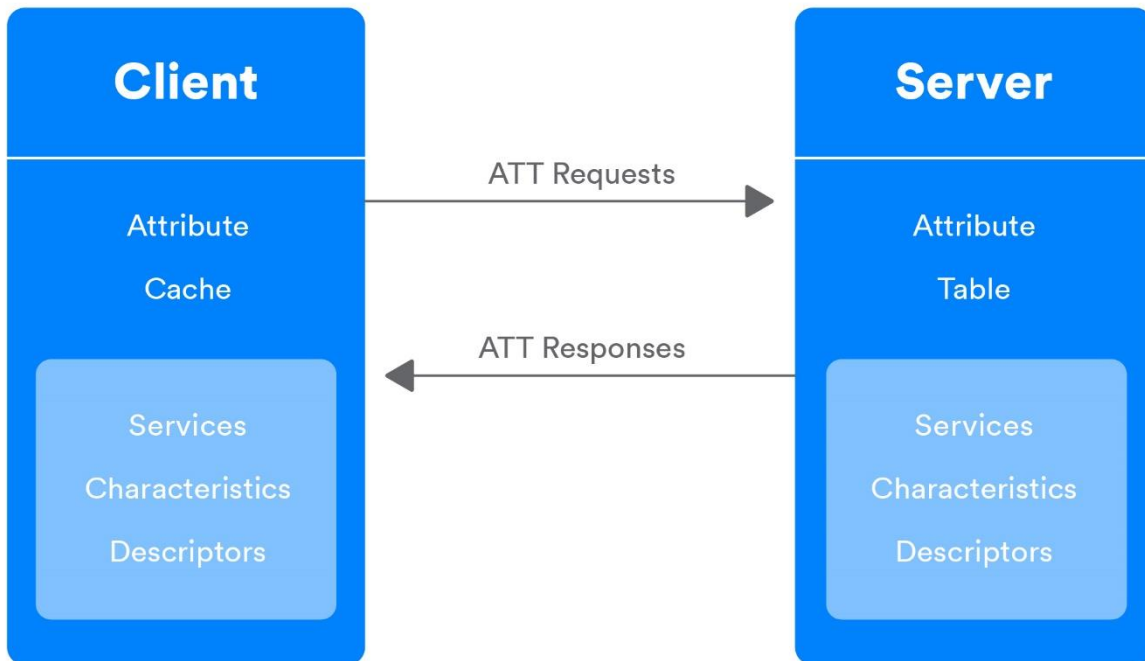 Client
Attribute
Cache
Services
Characteristics
Descriptors
ATT Requests
ATT Responses
Server
Attribute
Table
Services
Characteristics
Descriptors